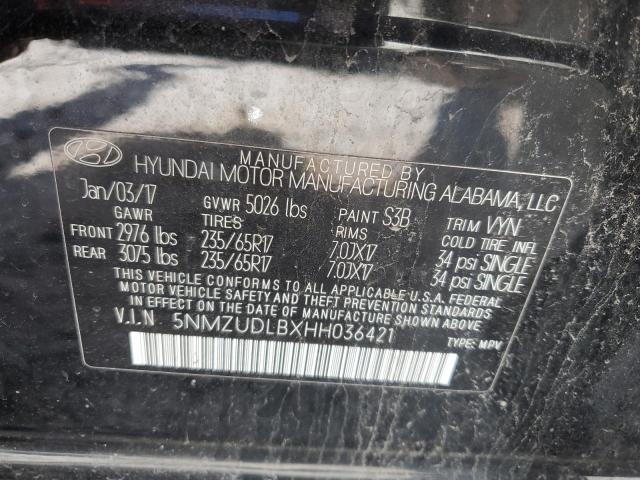 MANUFACTURED BY
HYUNDAI MOTOR MANUFACTURING ALABAMA, LLC
Jan/03/17 GVWR 5026 lbs PAINT S3B TRIM VYN
GAWR TIRES RIMS COLD TIRE INFL
FRONT 2976 lbs 235/65R17 7.0JX17 34 psi SINGLE
REAR 3075 lbs 235/65R17 7.0JX17 34 psi SINGLE
THIS VEHICLE CONFORMS TO ALL APPLICABLE U.S.A. FEDERAL
MOTOR VEHICLE SAFETY STANDARDS IN EFFECT
ON THE DATE OF MANUFACTURE SHOWN ABOVE
V.I.N 5NMZUDLBXHH036421 TYPE: MPV